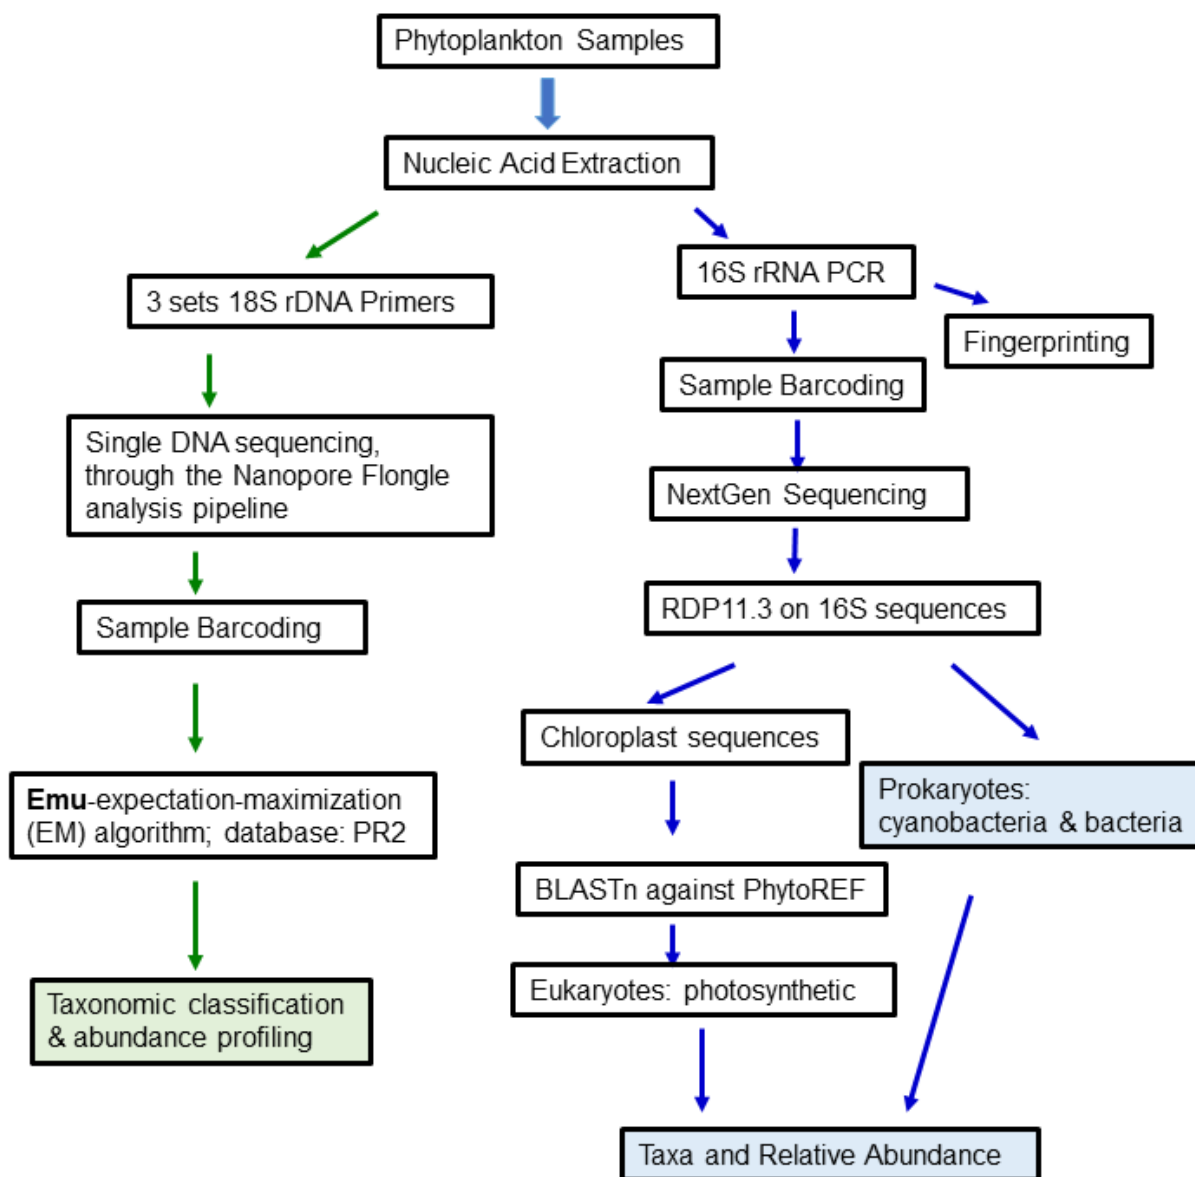 Phytoplankton Samples
Nucleic Acid Extraction
3 sets 18S rDNA Primers
Single DNA sequencing,
through the Nanopore Flongle
analysis pipeline
Sample Barcoding
Emu-expectation-maximization
(EM) algorithm; database: PR2
Taxonomic classification
& abundance profiling
16S rRNA PCR
Fingerprinting
Sample Barcoding
NextGen Sequencing
RDP11.3 on 16S sequences
Chloroplast sequences
BLASTn against PhytoREF
Eukaryotes: photosynthetic
Prokaryotes:
cyanobacteria & bacteria
Taxa and Relative Abundance